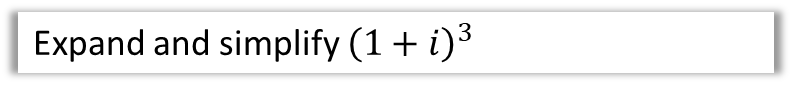 Expand and simplify (1 + i)³